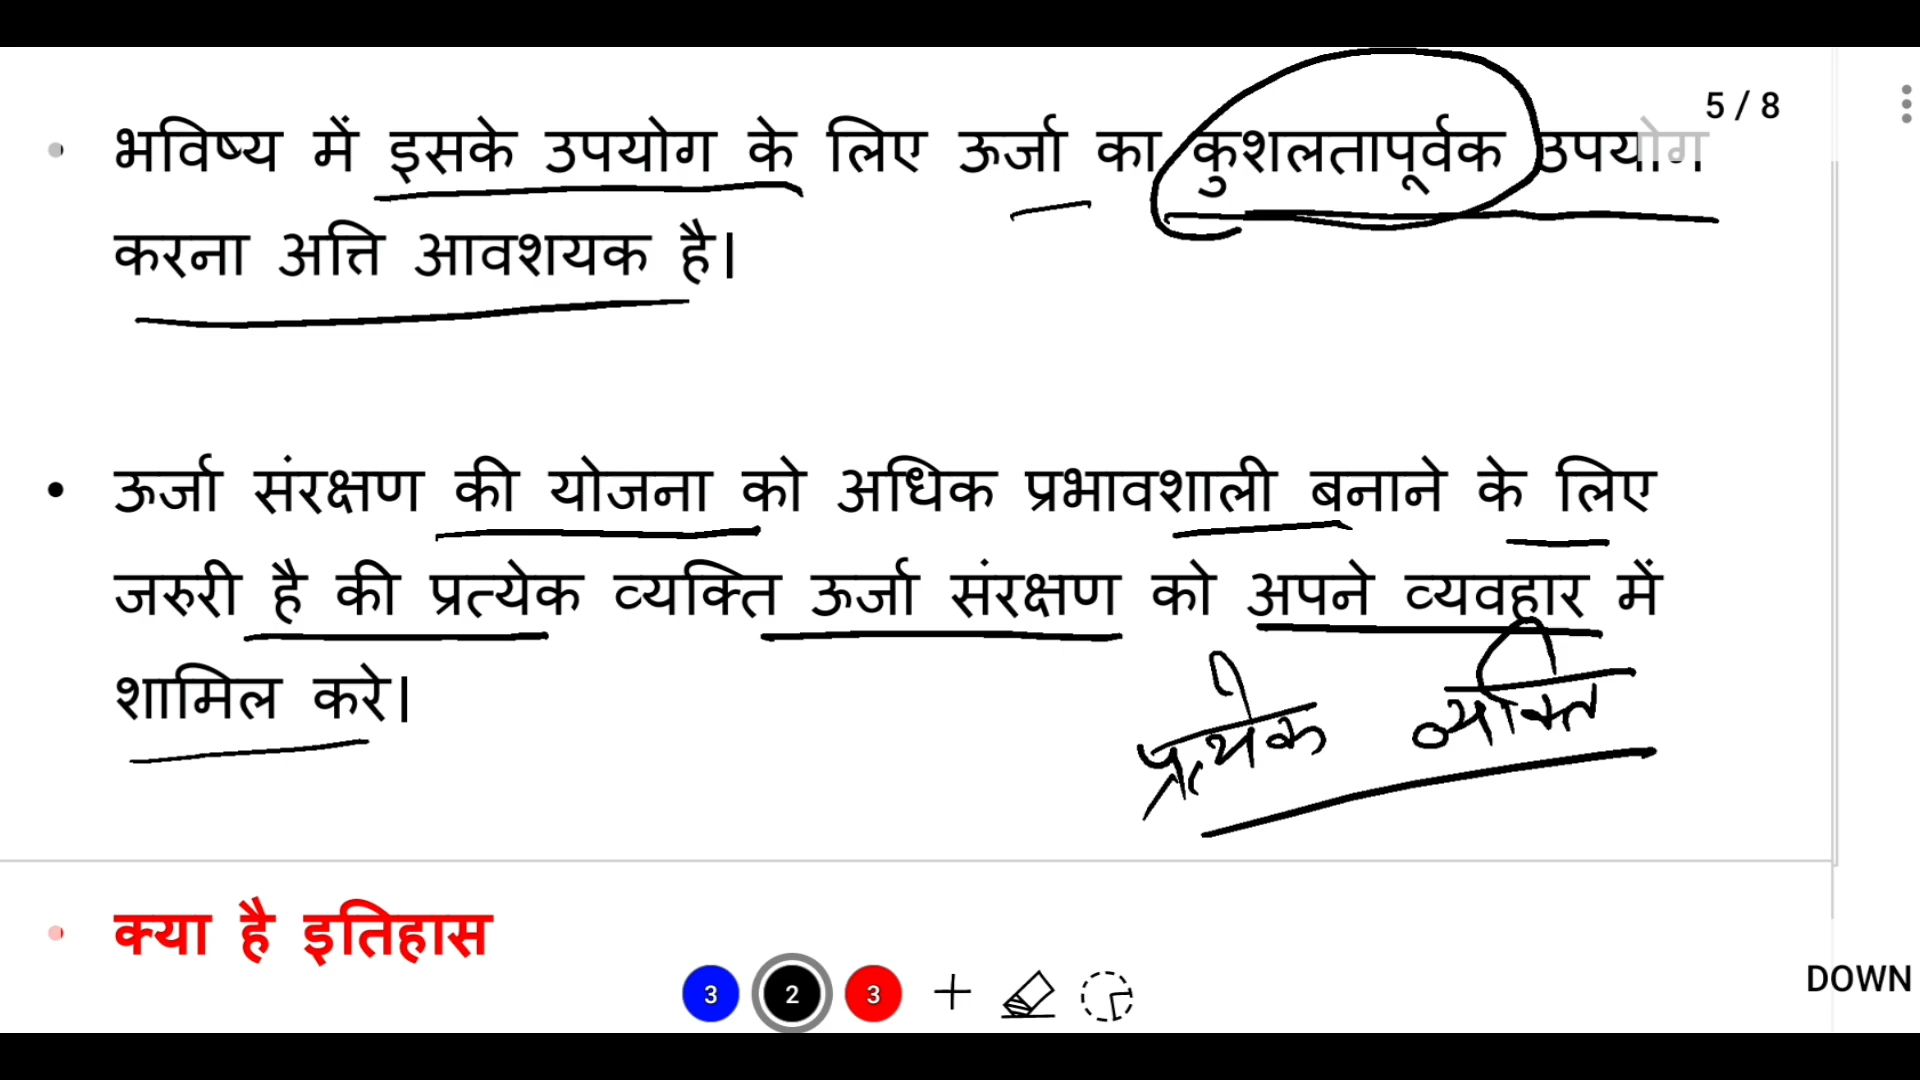 5 / 8
• भविष्य में इसके उपयोग के लिए ऊर्जा का कुशलतापूर्वक उपयोग
करना अत्ति आवशयक है।
• ऊर्जा संरक्षण की योजना को अधिक प्रभावशाली बनाने के लिए
जरुरी है की प्रत्येक व्यक्ति ऊर्जा संरक्षण को अपने व्यवहार में
शामिल करे।
प्रत्येक व्यक्ति
• क्या है इतिहास
3 2 3
DOWN